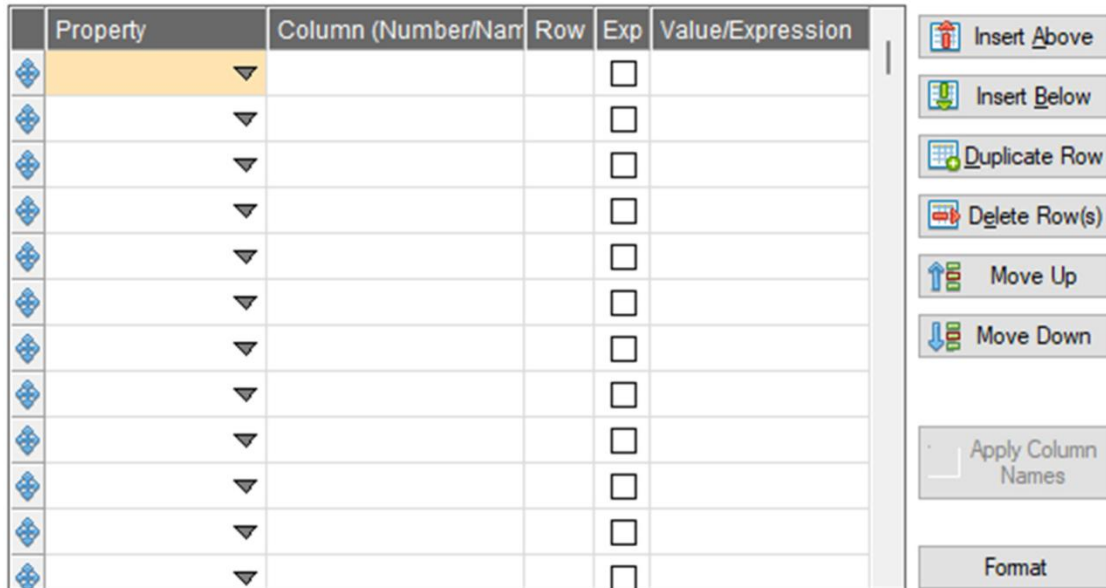 Property Column (Number/Nam Row Exp Value/Expression
Insert Above
Insert Below
Duplicate Row
Delete Row(s)
Move Up
Move Down
Apply Column
Names
Format